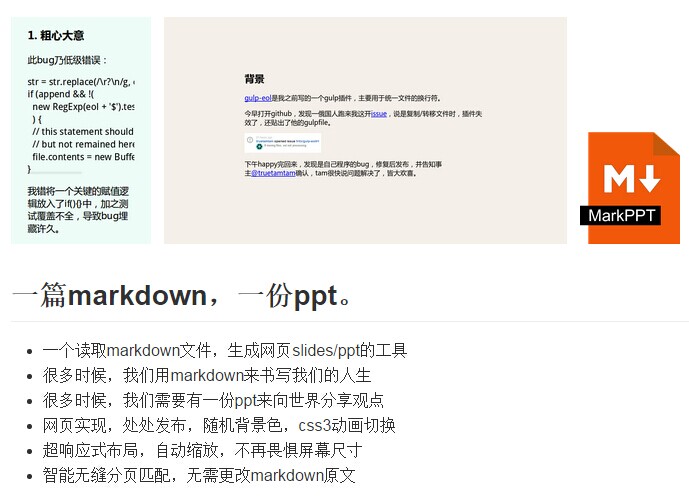 1. 粗心大意
此bug乃低级错误：
str = str.replace(/\r?\n/g,
if (append && !(
new RegExp(eol + '$').tes
) {
// this statement should
// but not remained here
file.contents = new Buffe
}
我错将一个关键的赋值逻
辑放入了if(){}中，加之测
试覆盖不全，导致bug埋
藏许久。
背景
gulp-eol是我之前写的一个gulp插件，主要用于统一文件的换行符。
今早打开github，发现一俄国人跑来我这开issue，说是复制/转移文件时，插件失
效了，还贴出了他的gulpfile。
下午happy完回来，发现是自己程序的bug，修复后发布，并告知事
主@truetamtam确认，tam很快说问题解决了，皆大欢喜。
M
MarkPPT
一篇markdown，一份ppt。
一个读取markdown文件，生成网页slides/ppt的工具
很多时候，我们用markdown来书写我们的人生
很多时候，我们需要有一份ppt来向世界分享观点
网页实现，处处发布，随机背景色，css3动画切换
超响应式布局，自动缩放，不再畏惧屏幕尺寸
智能无缝分页匹配，无需更改markdown原文